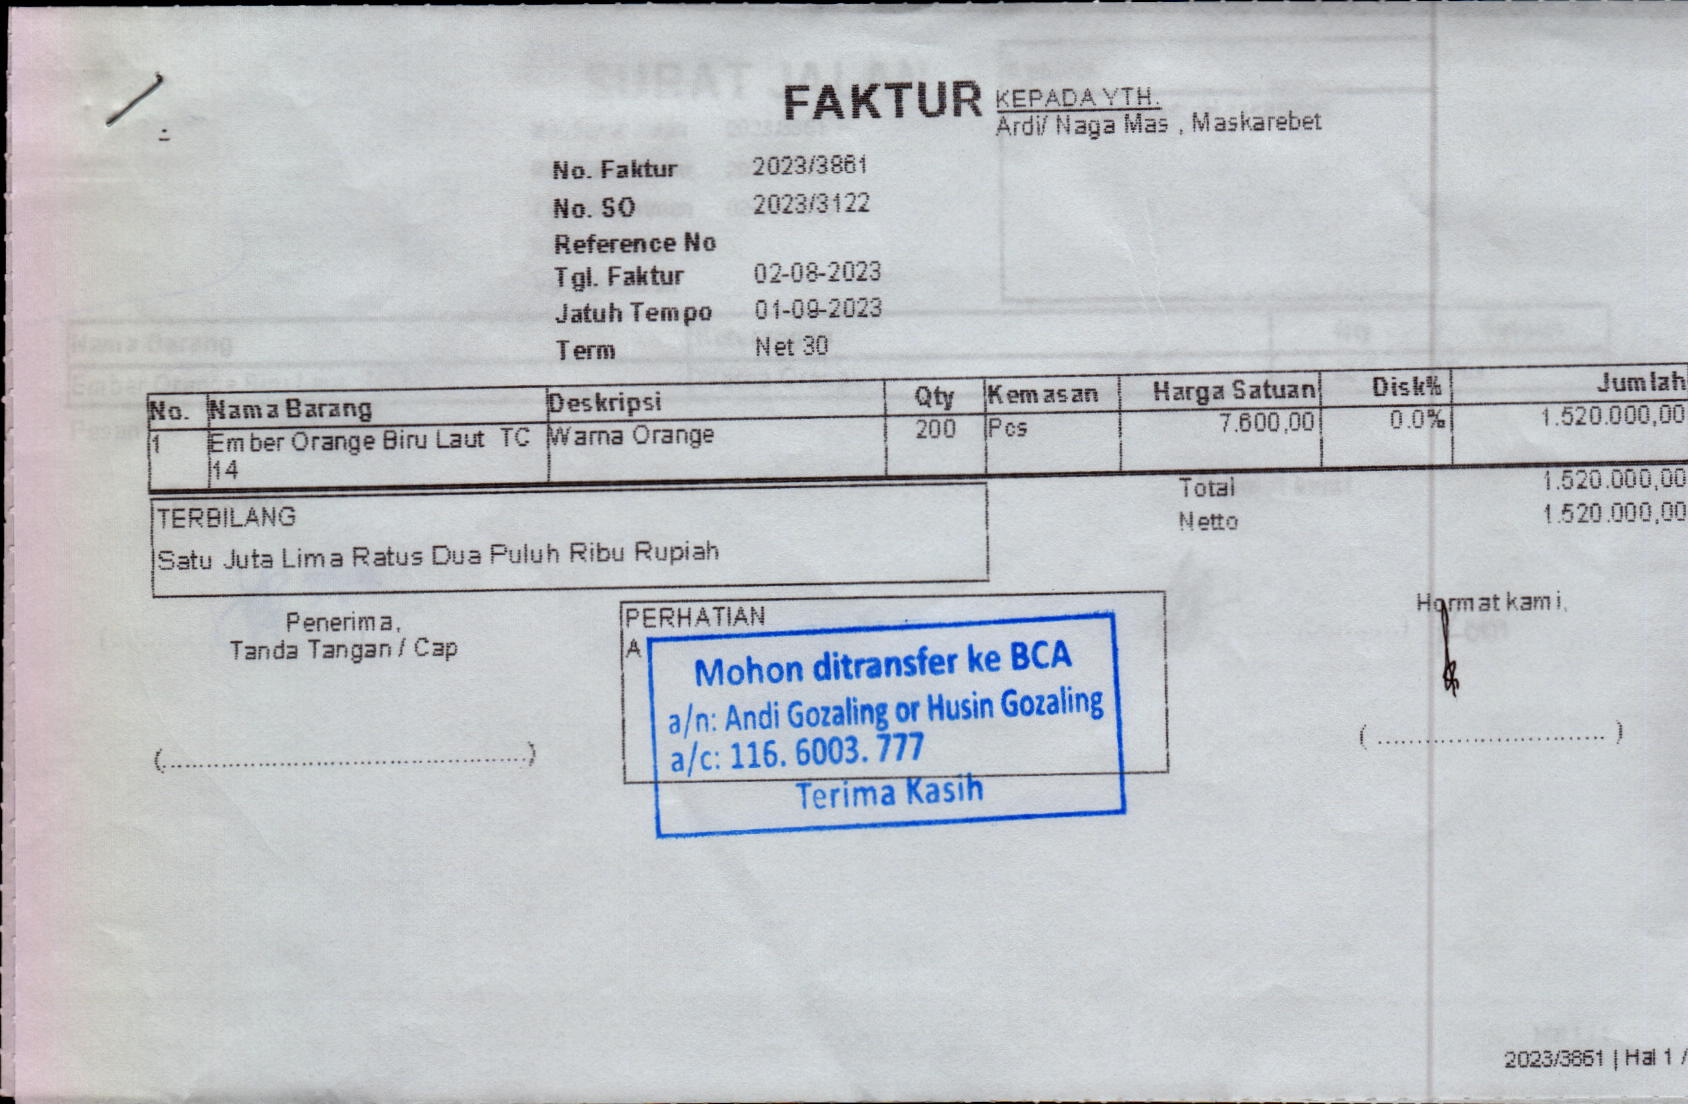 FAKTUR
KEPADA YTH.
Ardi/ Naga Mas , Maskarebet
No. Faktur 2023/3861
No. SO 2023/3122
Reference No
Tgl. Faktur 02-08-2023
Jatuh Tempo 01-09-2023
Term Net 30
No. Nama Barang Deskripsi Qty Kemasan Harga Satuan Disk% Jumlah
1 Ember Orange Biru Laut TC Warna Orange 200 Pcs 7.600,00 0.0% 1.520.000,00
14
Total 1.520.000,00
Netto 1.520.000,00
TERBILANG
Satu Juta Lima Ratus Dua Puluh Ribu Rupiah
Penerima,
Tanda Tangan / Cap
(............................................)
PERHATIAN
A
Mohon ditransfer ke BCA
a/n: Andi Gozaling or Husin Gozaling
a/c: 116. 6003. 777
Terima Kasih
Hormat kami,
( ............................ )
2023/3861 | Hal 1 /